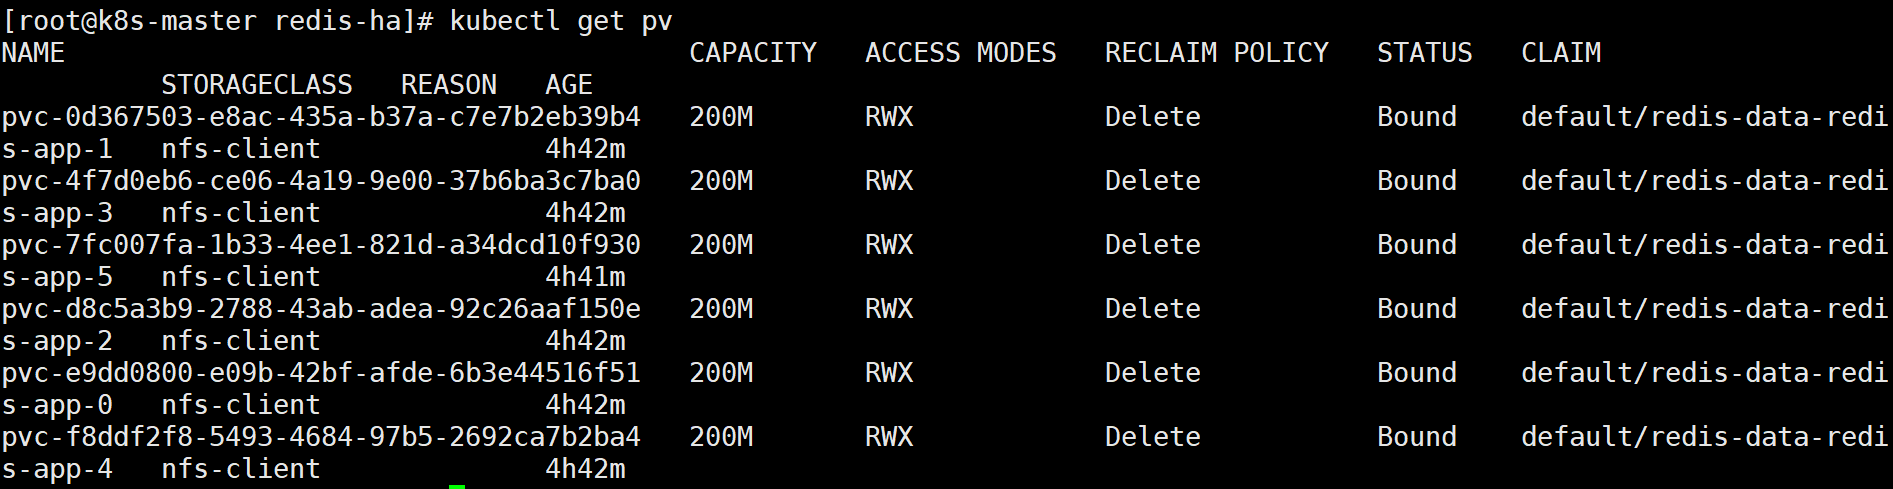 [root@k8s-master redis-ha]# kubectl get pv
NAME                                       CAPACITY   ACCESS MODES   RECLAIM POLICY   STATUS   CLAIM
          STORAGECLASS   REASON   AGE
pvc-0d367503-e8ac-435a-b37a-c7e7b2eb39b4   200M       RWX            Delete           Bound    default/redis-data-redi
s-app-1   nfs-client              4h42m
pvc-4f7d0eb6-ce06-4a19-9e00-37b6ba3c7ba0   200M       RWX            Delete           Bound    default/redis-data-redi
s-app-3   nfs-client              4h42m
pvc-7fc007fa-1b33-4ee1-821d-a34dcd10f930   200M       RWX            Delete           Bound    default/redis-data-redi
s-app-5   nfs-client              4h41m
pvc-d8c5a3b9-2788-43ab-adea-92c26aaf150e   200M       RWX            Delete           Bound    default/redis-data-redi
s-app-2   nfs-client              4h42m
pvc-e9dd0800-e09b-42bf-afde-6b3e44516f51   200M       RWX            Delete           Bound    default/redis-data-redi
s-app-0   nfs-client              4h42m
pvc-f8ddf2f8-5493-4684-97b5-2692ca7b2ba4   200M       RWX            Delete           Bound    default/redis-data-redi
s-app-4   nfs-client              4h42m